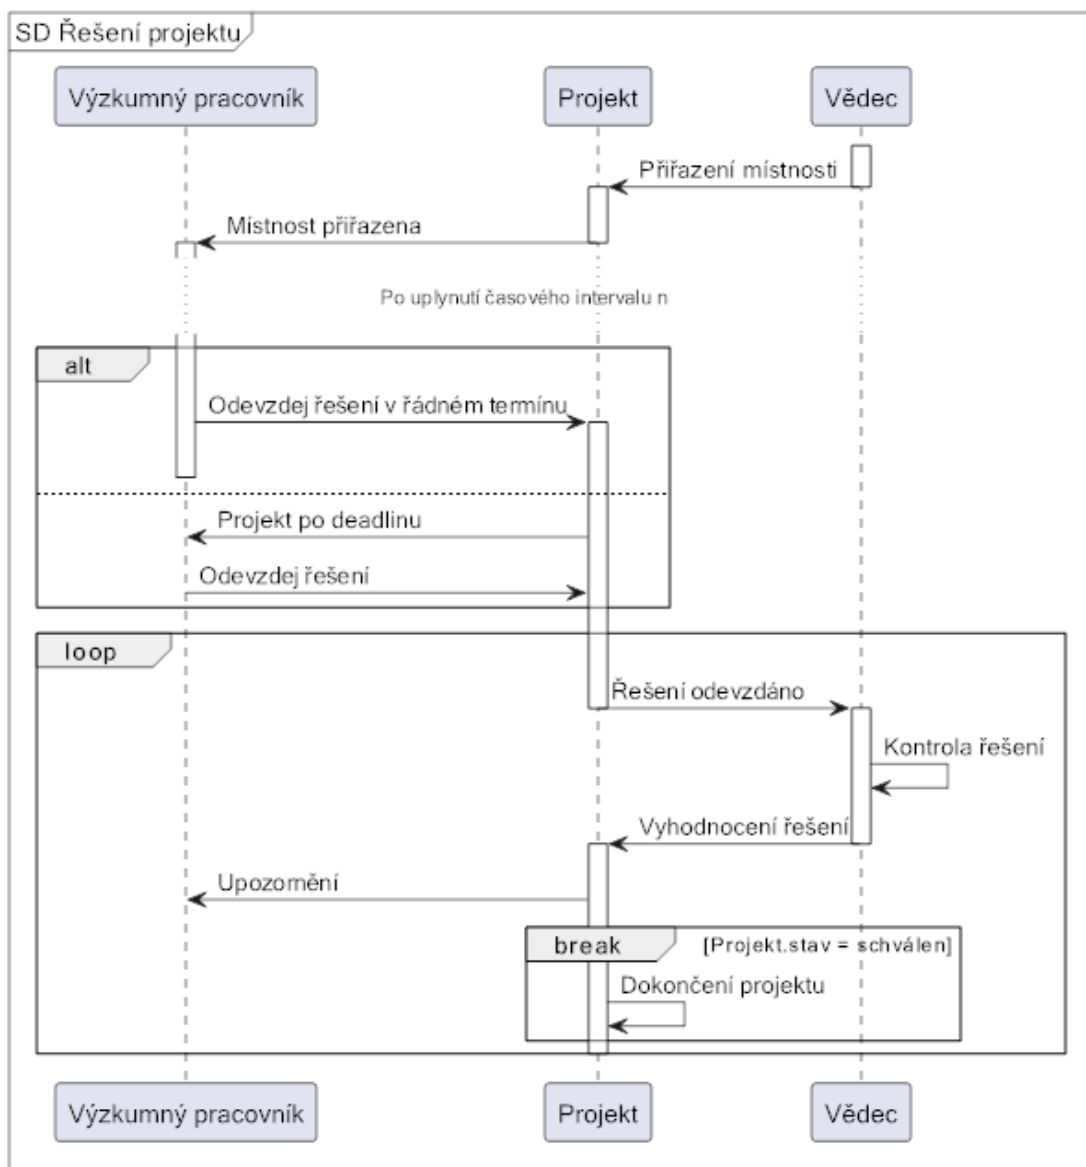 SD Řešení projektu
Výzkumný pracovník
Projekt
Vědec
Přiřazení místnosti
Místnost přiřazena
Po uplynutí časového intervalu n
alt
Odevzdej řešení v řádném termínu
Projekt po deadlinu
Odevzdej řešení
loop
Řešení odevzdáno
Kontrola řešení
Vyhodnocení řešení
Upozornění
break
[Projekt.stav = schválen]
Dokončení projektu
Výzkumný pracovník
Projekt
Vědec